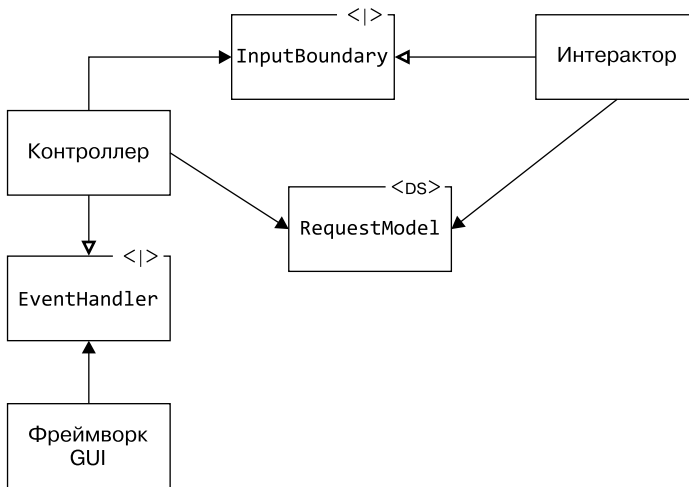 <|>
InputBoundary
Интерактор
Контроллер
<DS>
RequestModel
<|>
EventHandler
Фреймворк
GUI